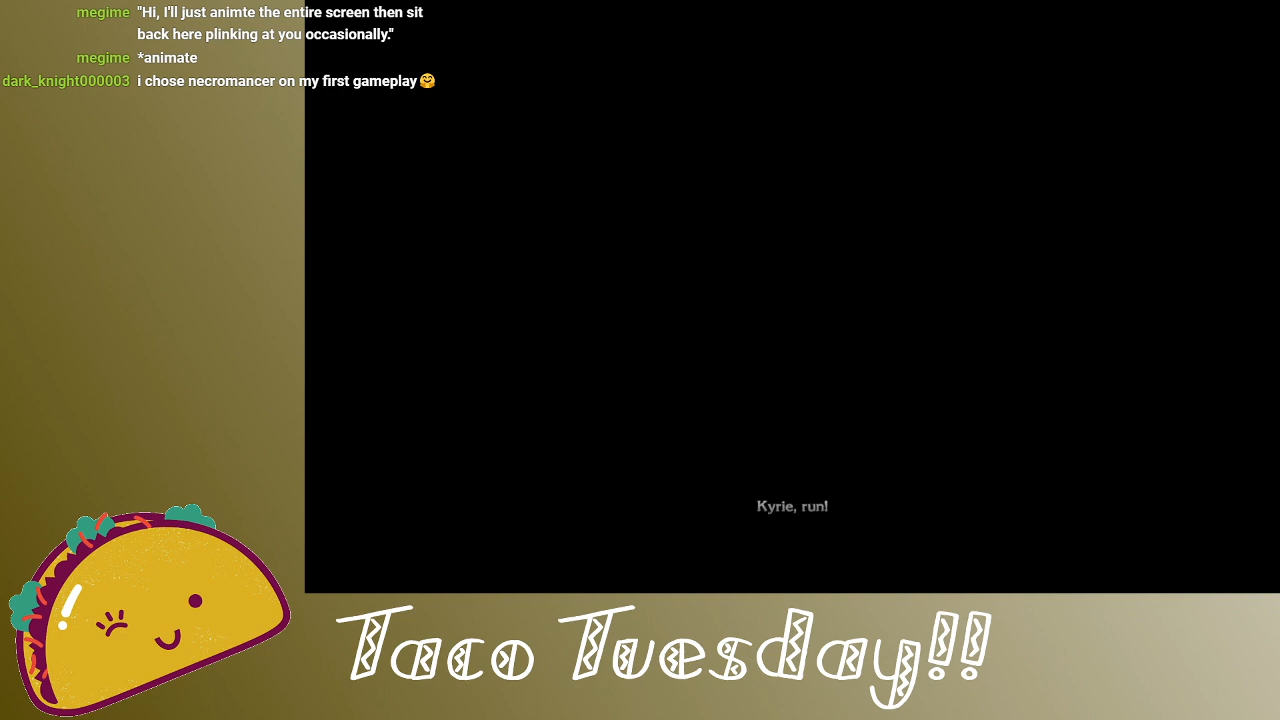 megime "Hi, I'll just animte the entire screen then sit
back here plinking at you occasionally."
megime *animate
dark_knight000003 i chose necromancer on my first gameplay🤗
Kyrie, run!
Taco Tuesday!!